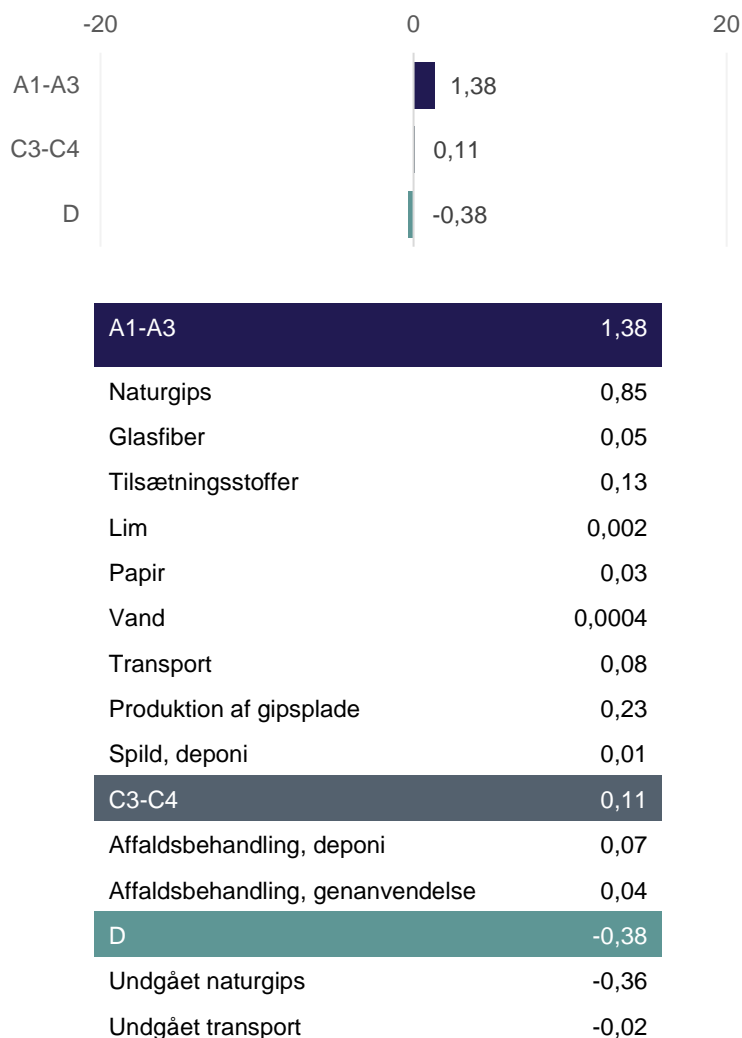 -20 0 20
A1-A3 1,38
C3-C4 0,11
D -0,38
A1-A3 1,38
Naturgips 0,85
Glasfiber 0,05
Tilsætningsstoffer 0,13
Lim 0,002
Papir 0,03
Vand 0,0004
Transport 0,08
Produktion af gipsplade 0,23
Spild, deponi 0,01
C3-C4 0,11
Affaldsbehandling, deponi 0,07
Affaldsbehandling, genanvendelse 0,04
D -0,38
Undgået naturgips -0,36
Undgået transport -0,02